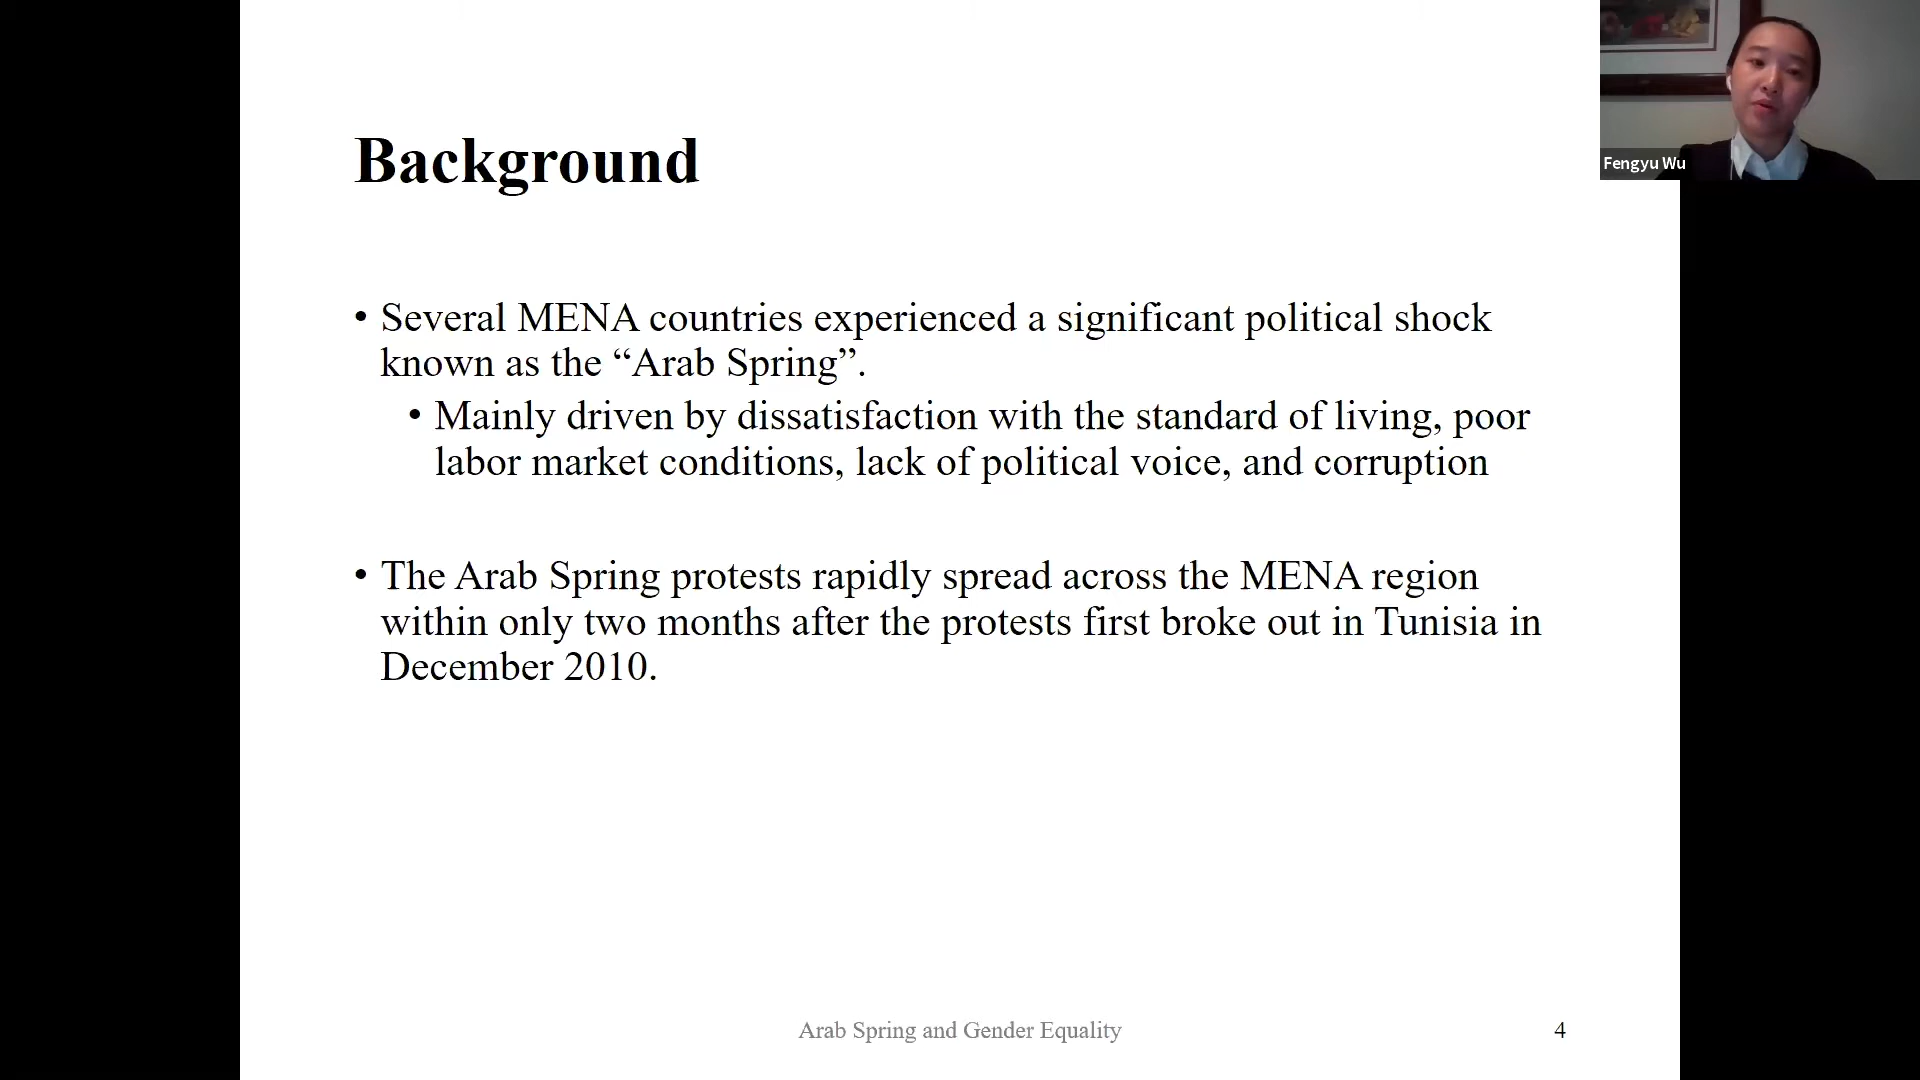 Background
Fengyu Wu
• Several MENA countries experienced a significant political shock
known as the “Arab Spring”.
• Mainly driven by dissatisfaction with the standard of living, poor
labor market conditions, lack of political voice, and corruption
• The Arab Spring protests rapidly spread across the MENA region
within only two months after the protests first broke out in Tunisia in
December 2010.
Arab Spring and Gender Equality
4